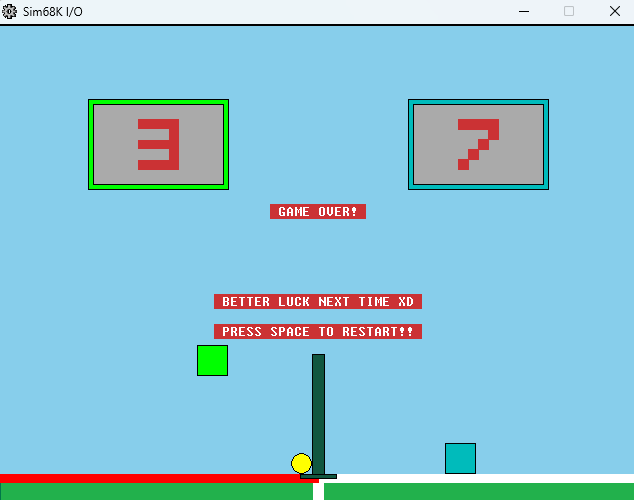 Sim68K I/O
3 7
GAME OVER!
BETTER LUCK NEXT TIME XD
PRESS SPACE TO RESTART!!